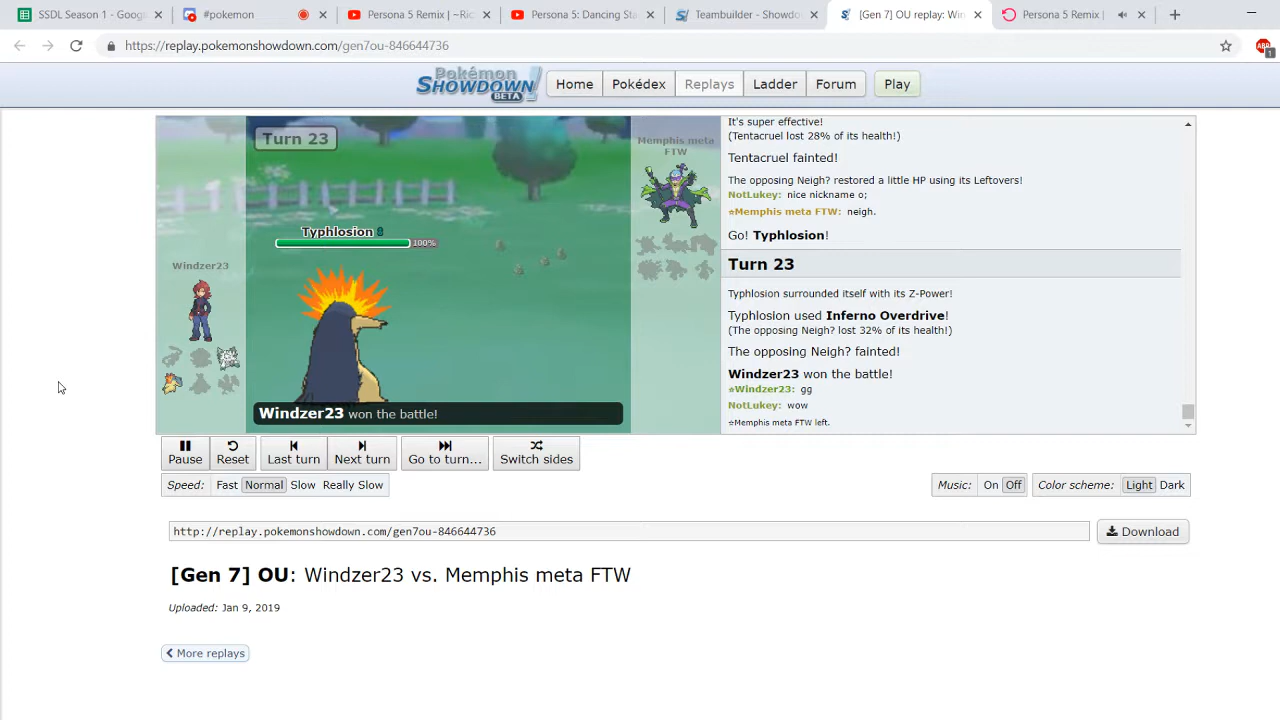 SSDL Season 1 - Goog
#pokemon
Persona 5 Remix | ~Ric
Persona 5: Dancing Sta
Teambuilder - Showdow
[Gen 7] OU replay: Win
Persona 5 Remix |
https://replay.pokemonshowdown.com/gen7ou-846644736
ABP
1
Pokémon
SHOWDOWN!
BETA
Home
Pokédex
Replays
Ladder
Forum
Play
Turn 23
Memphis meta
FTW
Typhlosion
100%
Windzer23
Windzer23 won the battle!
It's super effective!
(Tentacruel lost 28% of its health!)
Tentacruel fainted!
The opposing Neigh? restored a little HP using its Leftovers!
NotLukey: nice nickname o;
☆Memphis meta FTW: neigh.
Go! Typhlosion!
Turn 23
Typhlosion surrounded itself with its Z-Power!
Typhlosion used Inferno Overdrive!
(The opposing Neigh? lost 32% of its health!)
The opposing Neigh? fainted!
Windzer23 won the battle!
☆Windzer23: gg
NotLukey: wow
☆Memphis meta FTW left.
Pause
Reset
Last turn
Next turn
Go to turn...
Switch sides
Speed: Fast Normal Slow Really Slow
Music: On Off
Color scheme: Light Dark
http://replay.pokemonshowdown.com/gen7ou-846644736
Download
[Gen 7] OU: Windzer23 vs. Memphis meta FTW
Uploaded: Jan 9, 2019
More replays